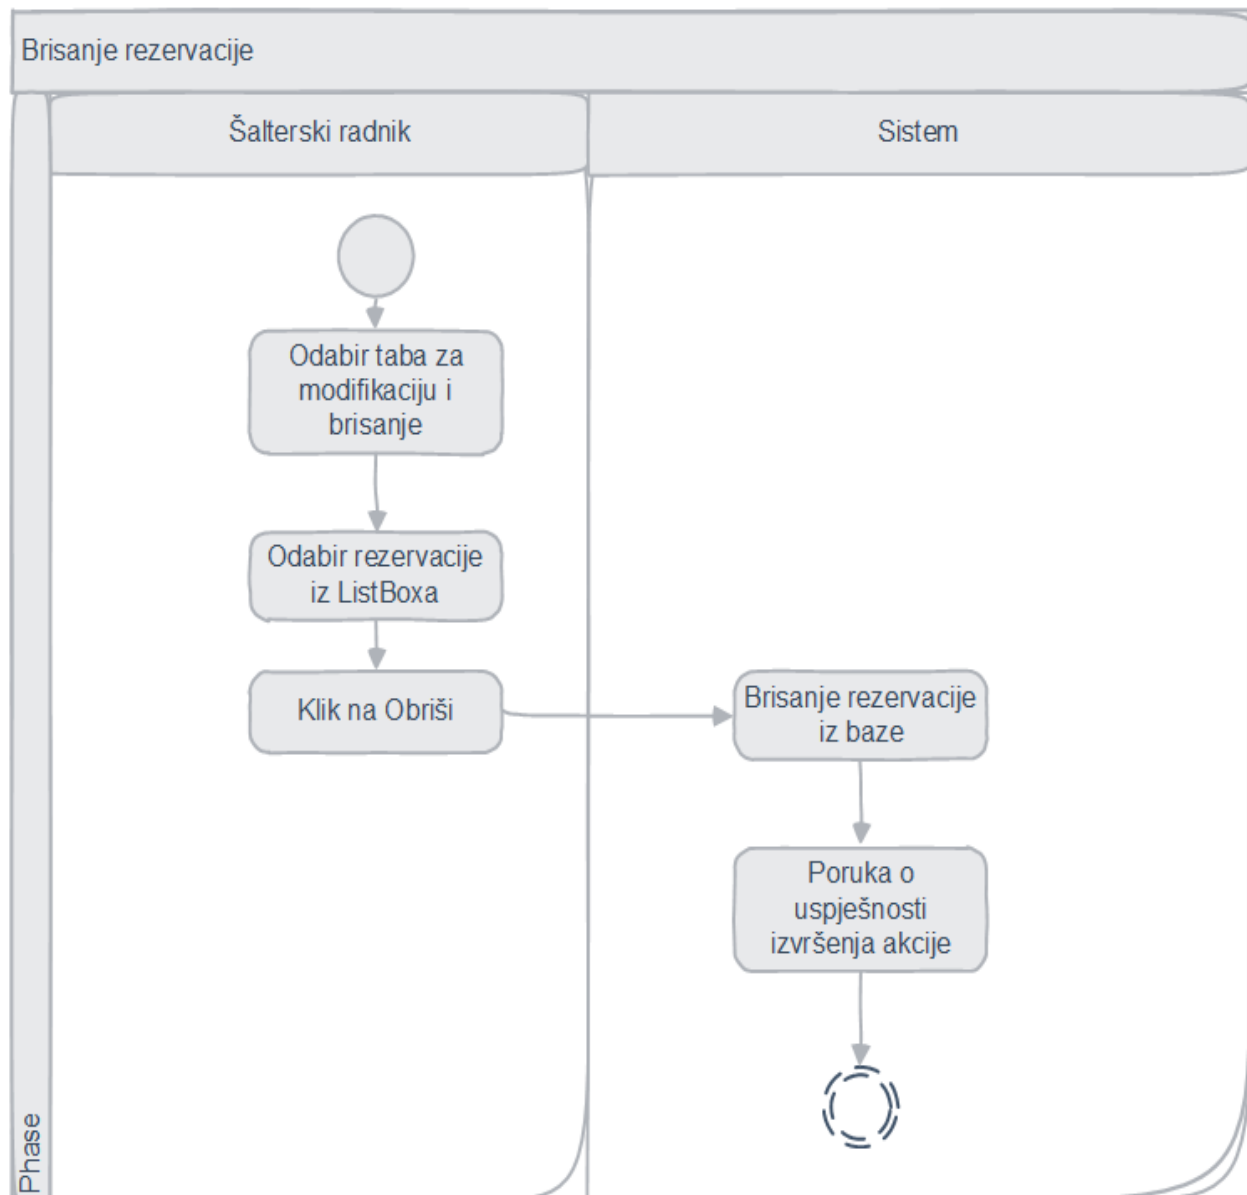 Brisanje rezervacije
Šalterski radnik
Sistem
Odabir taba za
modifikaciju i
brisanje
Odabir rezervacije
iz ListBoxa
Klik na Obriši
Brisanje rezervacije
iz baze
Poruka o
uspješnosti
izvršenja akcije
Phase